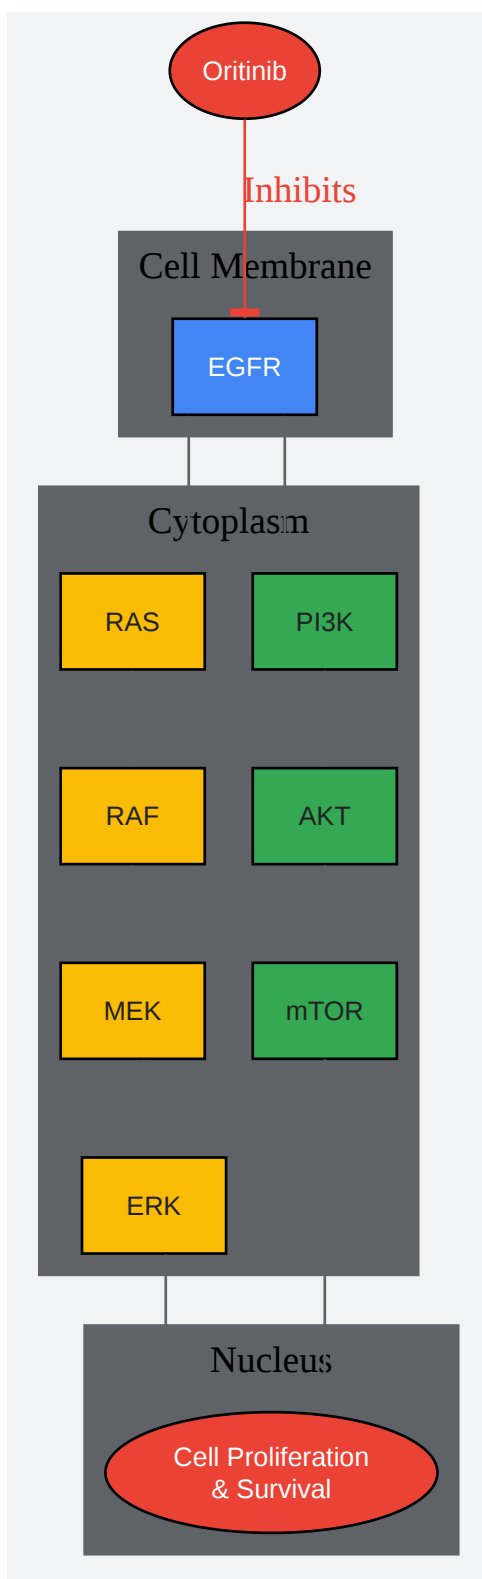 Oritinib
Inhibits
Cell Membrane
EGFR
Cytoplasm
RAS
PI3K
RAF
AKT
MEK
mTOR
ERK
Nucleus
Cell Proliferation
& Survival